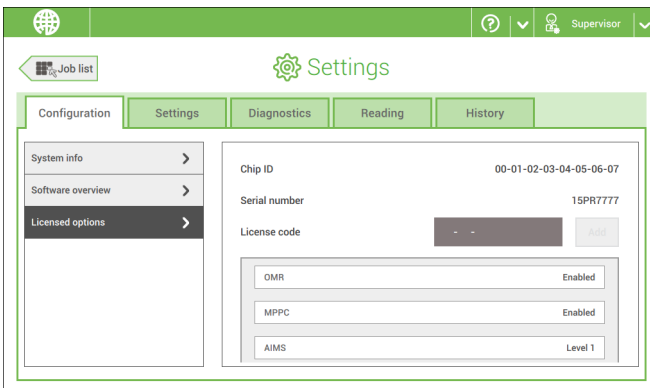 Supervisor
Job list
Settings
Configuration
Settings
Diagnostics
Reading
History
System info
Software overview
Licensed options
Chip ID 00-01-02-03-04-05-06-07
Serial number 15PR7777
License code - - Add
OMR Enabled
MPPC Enabled
AIMS Level 1